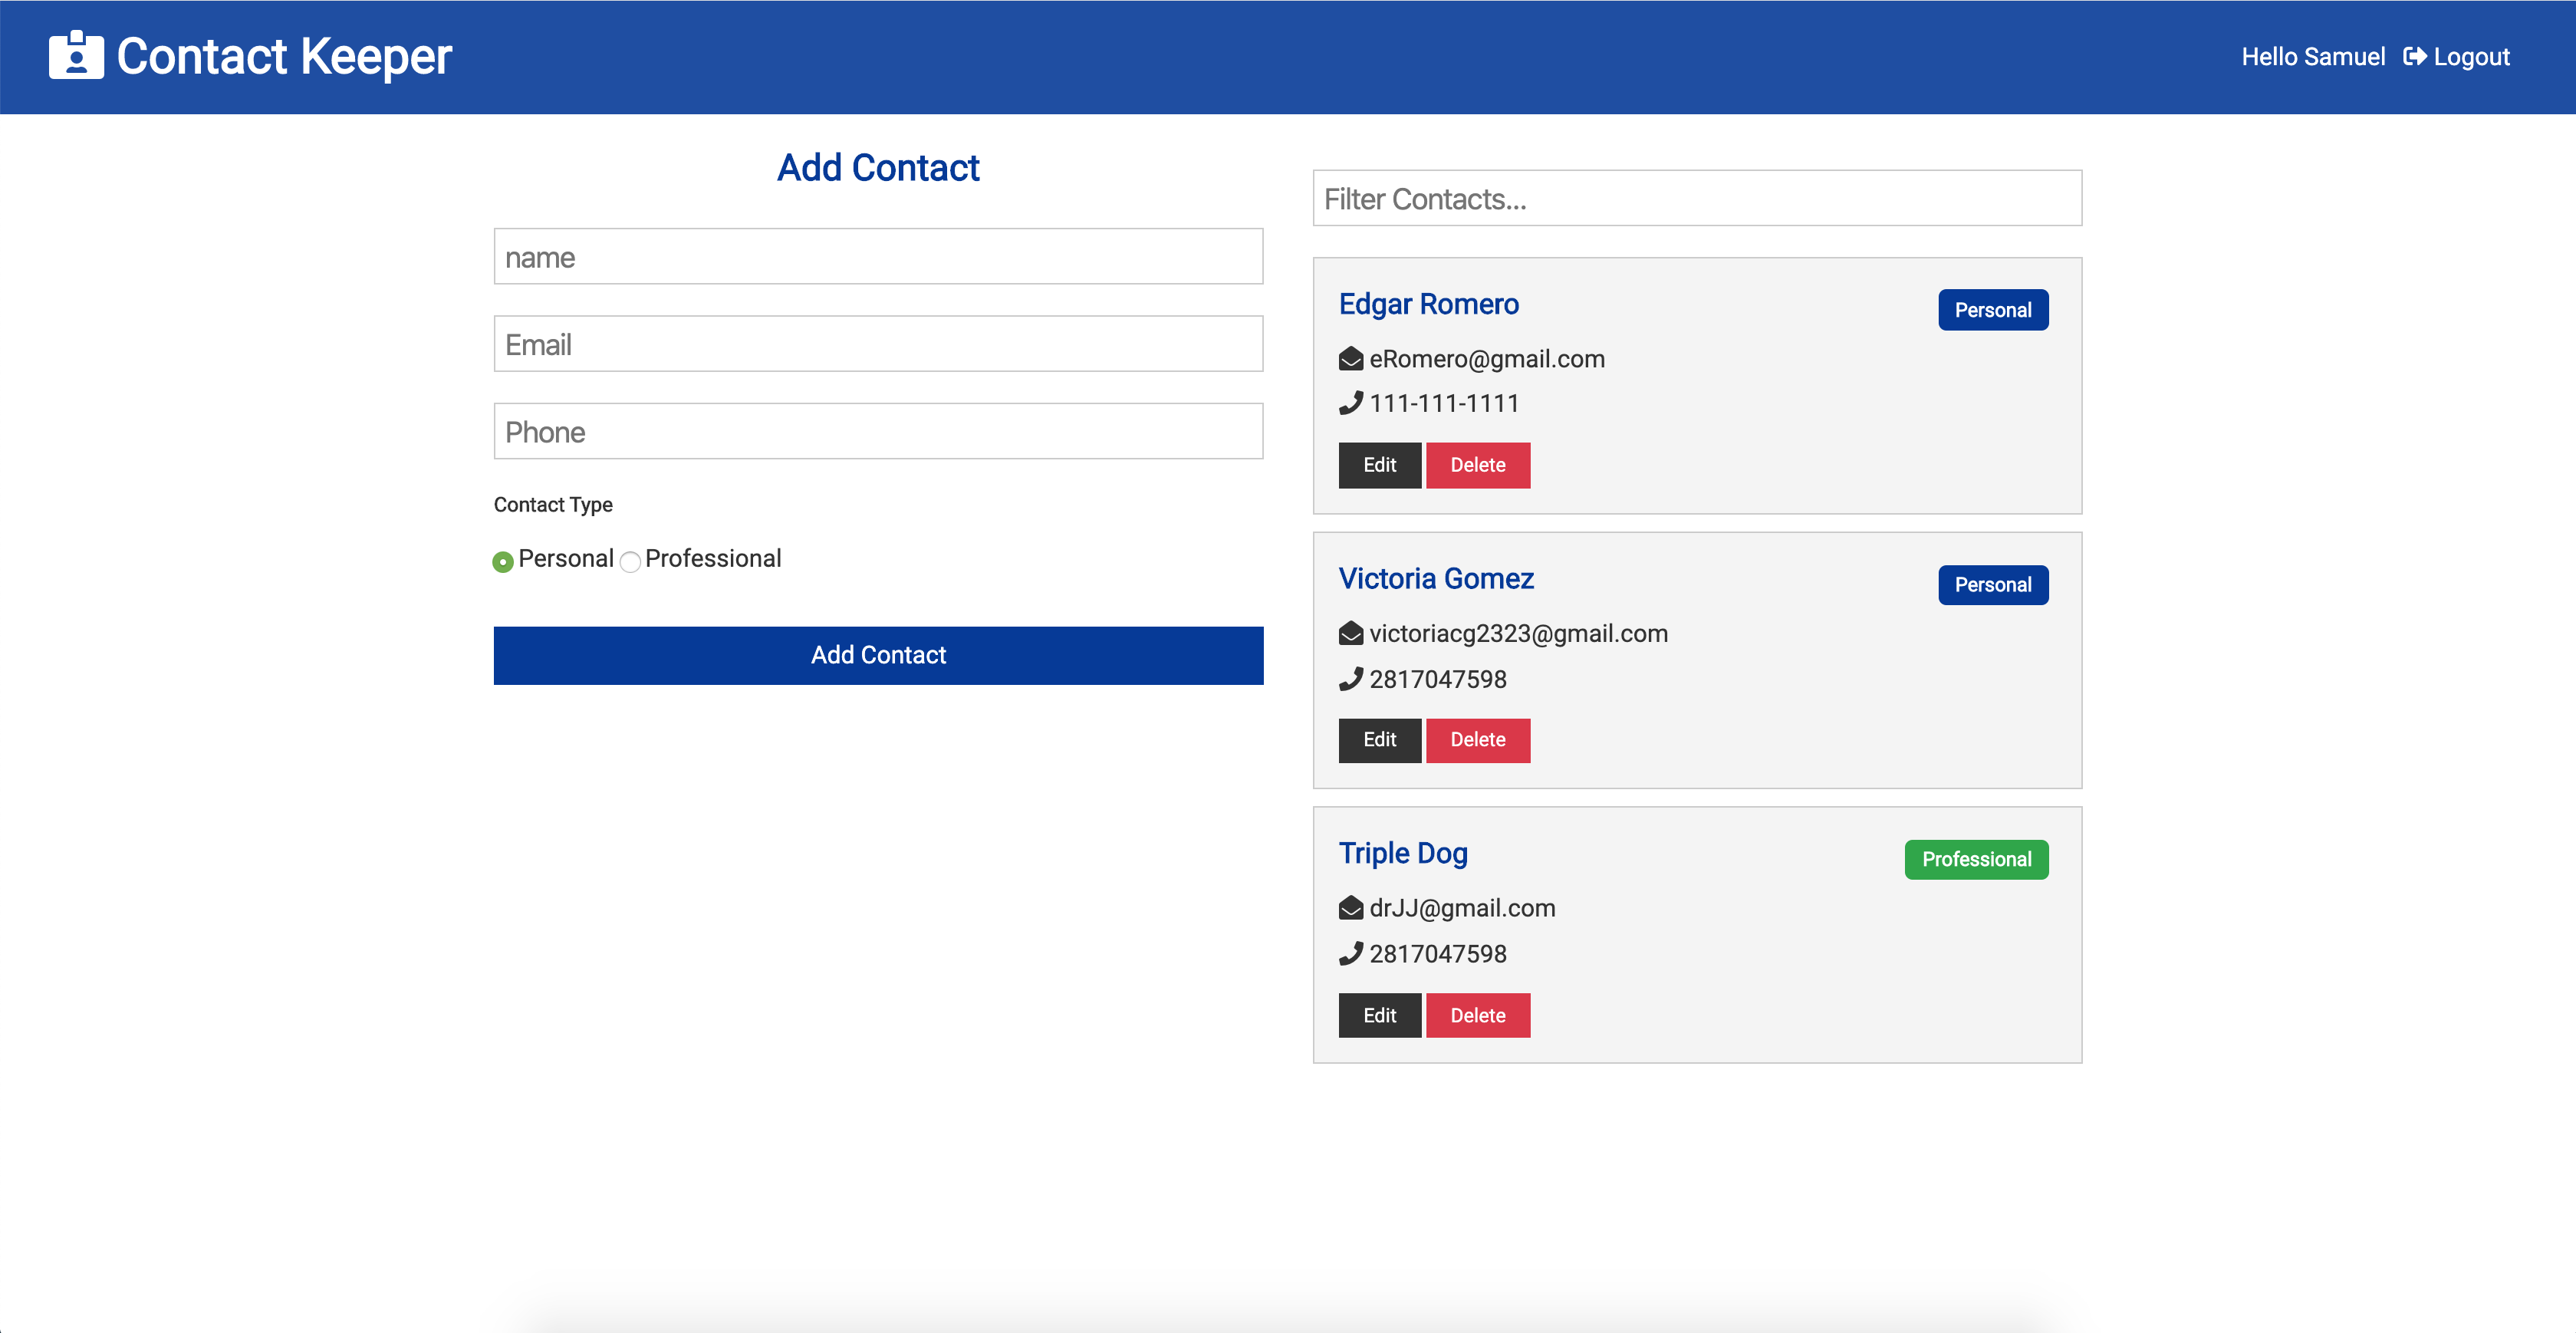 Contact Keeper
Hello Samuel Logout
Add Contact
name
Email
Phone
Contact Type
Personal Professional
Add Contact
Filter Contacts...
Edgar Romero Personal
eRomero@gmail.com
111-111-1111
Edit Delete
Victoria Gomez Personal
victoriacg2323@gmail.com
2817047598
Edit Delete
Triple Dog Professional
drJJ@gmail.com
2817047598
Edit Delete